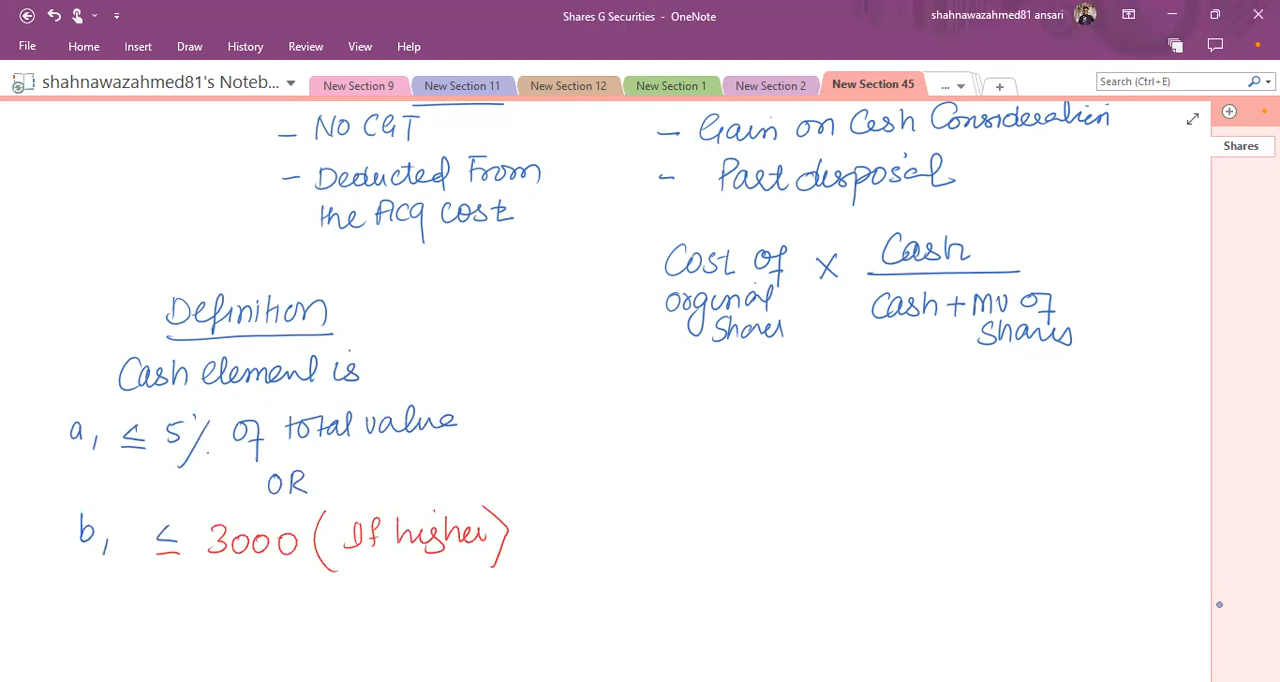 Shares G Securities - OneNote
shahnawazahmed81 ansari
File Home Insert Draw History Review View Help
shahnawazahmed81's Noteb...
New Section 9 New Section 11 New Section 12 New Section 1 New Section 2 New Section 45 ...
Search (Ctrl+E)
Shares
- NO CGT
- Deducted From
the Acq cost
Definition
Cash element is
a, ≤ 5% of total value
OR
b, ≤ 3000 (If higher)
- Gain on Cash Consideration
- Part disposal
Cost of × Cash
orginal Cash + MV of
Shares Shares